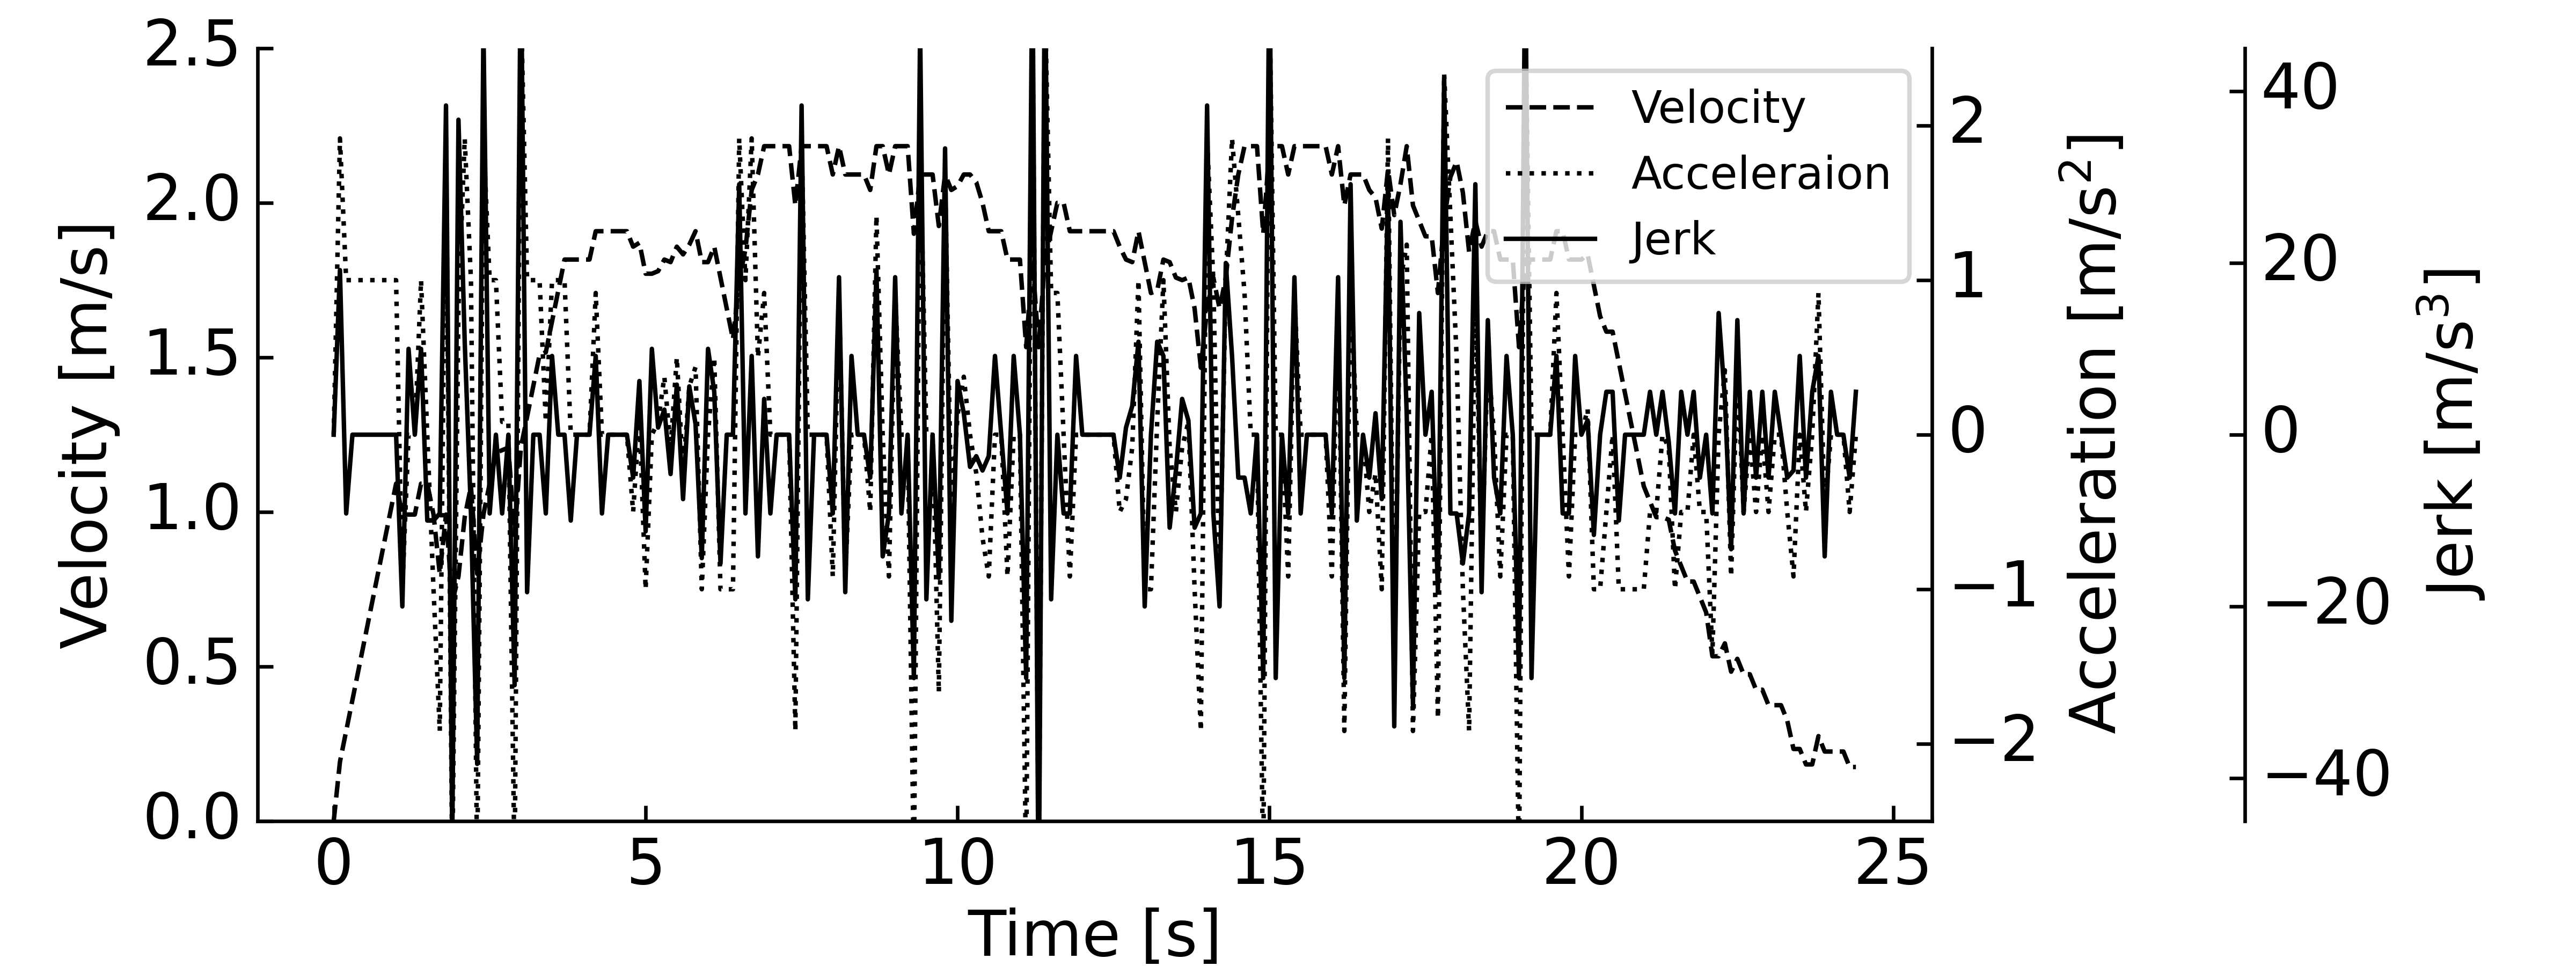 Velocity [m/s]
2.5
2.0
1.5
1.0
0.5
0.0
0 5 10 15 20 25
Time [s]
Velocity
Acceleraion
Jerk
2
1
0
−1
−2
Acceleration [m/s²]
40
20
0
−20
−40
Jerk [m/s³]